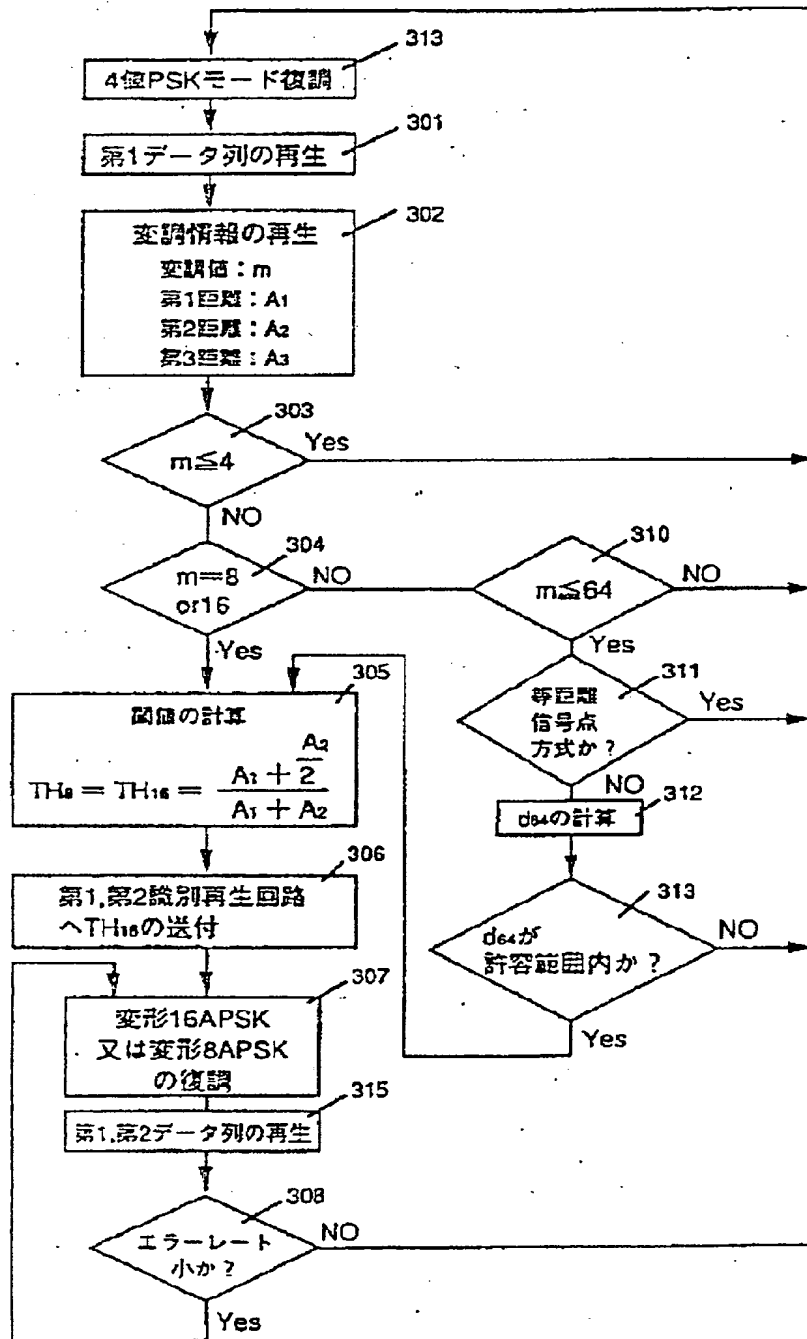 313
4値PSKモード復調
301
第1データ列の再生
302
変調情報の再生
変調値：m
第1距離：A1
第2距離：A2
第3距離：A3
303
m≦4
Yes
NO
304
m=8
or16
NO
Yes
310
m≦64
NO
Yes
311
等距離
信号点
方式か？
Yes
NO
312
d64の計算
313
d64が
許容範囲内か？
NO
Yes
305
閾値の計算
TH8 = TH16 = (A1 + A2/2) / (A1 + A2)
306
第1,第2識別再生回路
へTH16の送付
307
変形16APSK
又は変形8APSK
の復調
315
第1,第2データ列の再生
308
エラーレート
小か？
NO
Yes